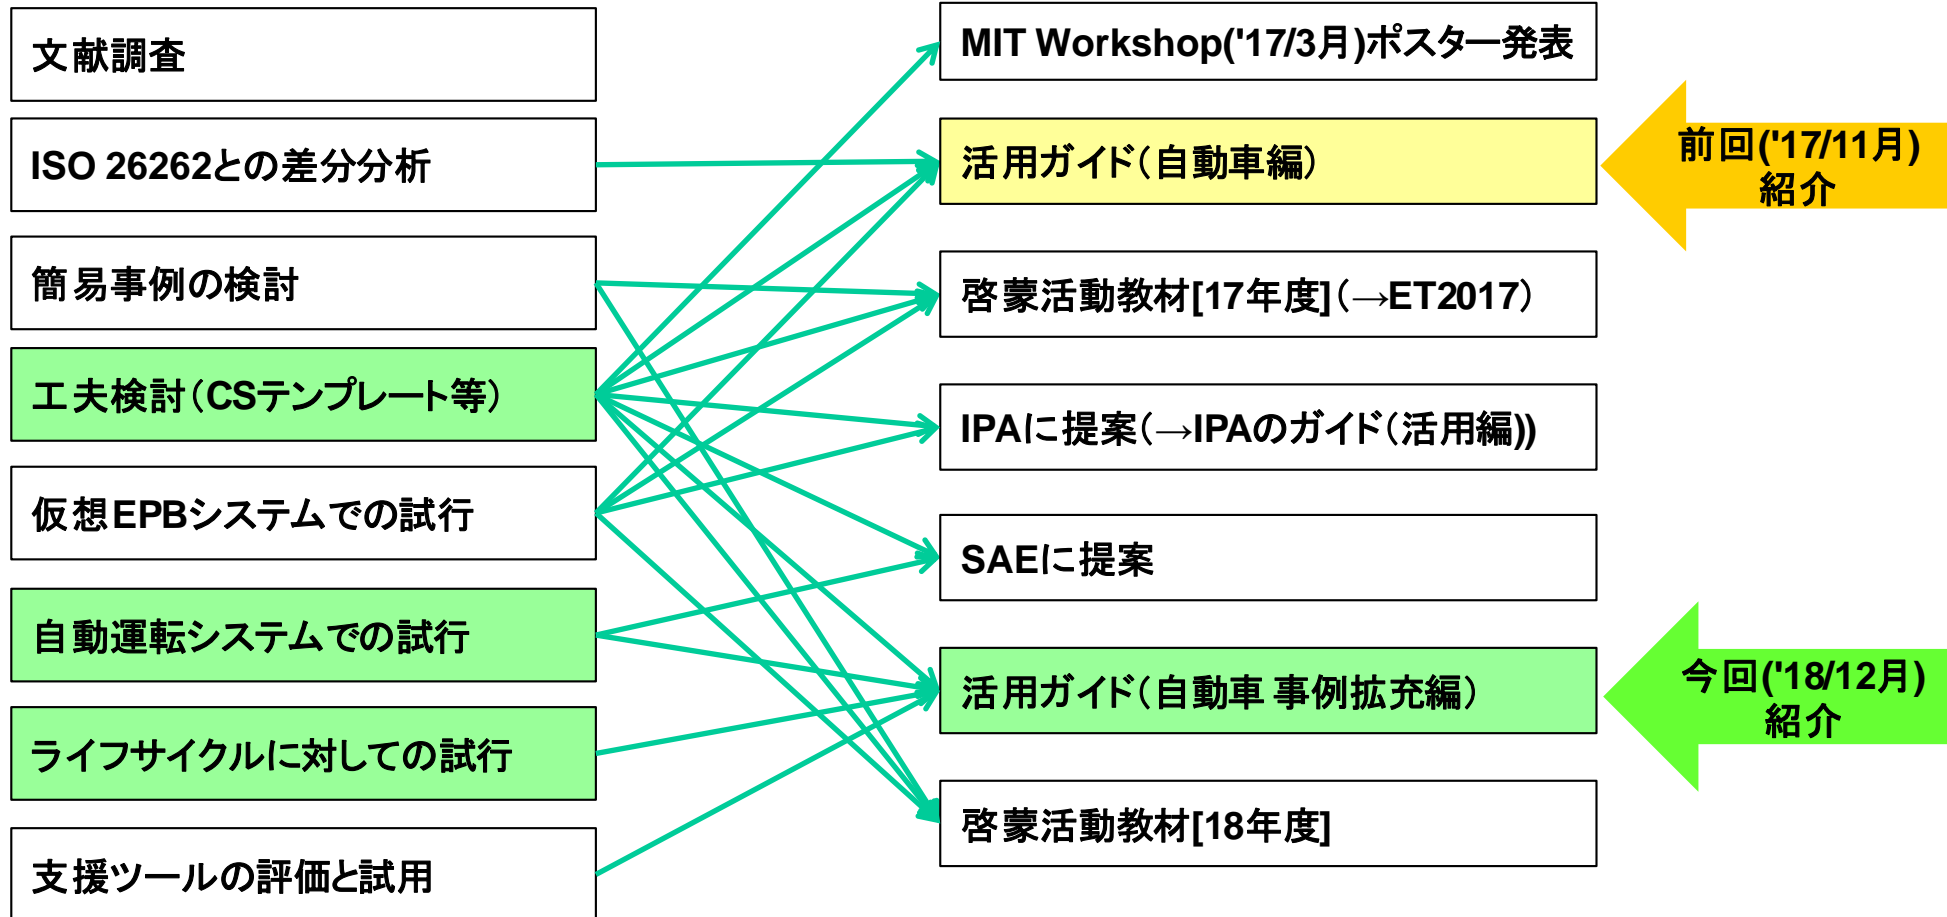 文献調査
ISO 26262との差分分析
簡易事例の検討
工夫検討（CSテンプレート等）
仮想EPBシステムでの試行
自動運転システムでの試行
ライフサイクルに対しての試行
支援ツールの評価と試用
MIT Workshop('17/3月)ポスター発表
活用ガイド（自動車編）
啓蒙活動教材[17年度]（→ET2017）
IPAに提案(→IPAのガイド（活用編))
SAEに提案
活用ガイド（自動車 事例拡充編）
啓蒙活動教材[18年度]
前回('17/11月)
紹介
今回('18/12月)
紹介